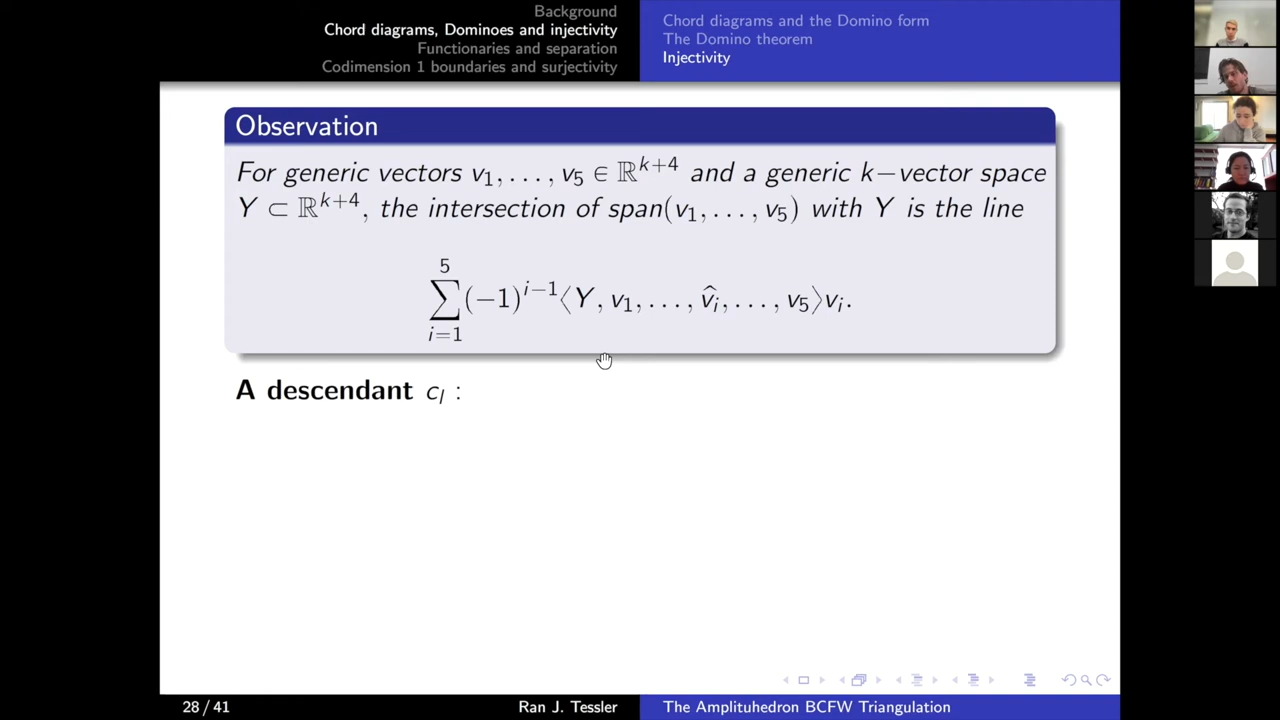 Background
Chord diagrams, Dominoes and injectivity
Functionaries and separation
Codimension 1 boundaries and surjectivity
Chord diagrams and the Domino form
The Domino theorem
Injectivity
Observation
For generic vectors v₁, . . . , v₅ ∈ ℝᵏ⁺⁴ and a generic k−vector space
Y ⊂ ℝᵏ⁺⁴, the intersection of span(v₁, . . . , v₅) with Y is the line
∑_{i=1}^{5} (−1)^{i−1}⟨Y, v₁, . . . , v̂ᵢ, . . . , v₅⟩vᵢ.
A descendant c_l :
28 / 41
Ran J. Tessler
The Amplituhedron BCFW Triangulation